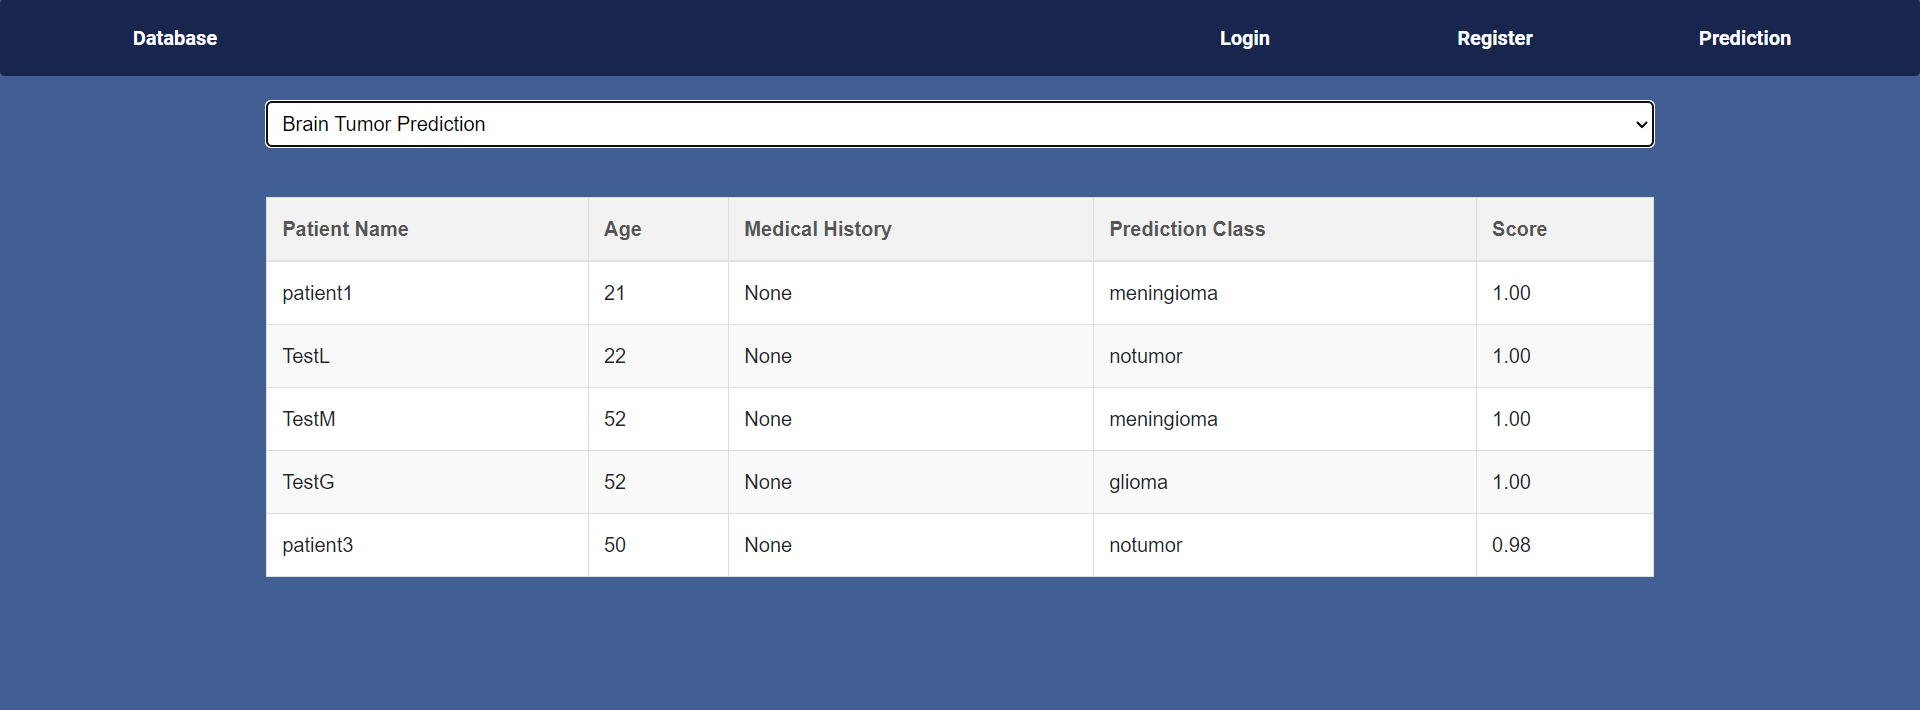 Database Login Register Prediction
Brain Tumor Prediction
Patient Name Age Medical History Prediction Class Score
patient1 21 None meningioma 1.00
TestL 22 None notumor 1.00
TestM 52 None meningioma 1.00
TestG 52 None glioma 1.00
patient3 50 None notumor 0.98